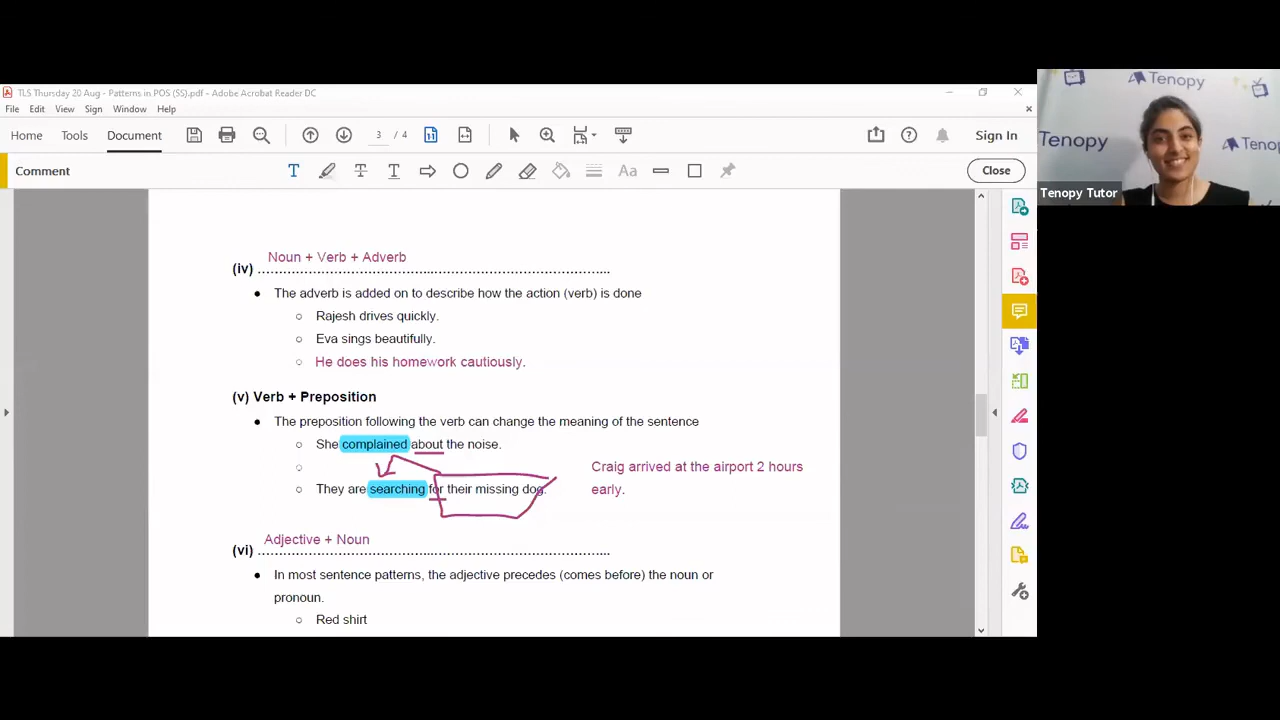 TL5 Thursday 20 Aug - Patterns in POS (SS).pdf - Adobe Acrobat Reader DC
File Edit View Sign Window Help
Home Tools Document 3 / 4 Sign In
Comment Aa Close
Noun + Verb + Adverb
(iv) ................................................................................
• The adverb is added on to describe how the action (verb) is done
○ Rajesh drives quickly.
○ Eva sings beautifully.
○ He does his homework cautiously.
(v) Verb + Preposition
• The preposition following the verb can change the meaning of the sentence
○ She complained about the noise.
○ Craig arrived at the airport 2 hours
early.
○ They are searching for their missing dog.
Adjective + Noun
(vi) ................................................................................
• In most sentence patterns, the adjective precedes (comes before) the noun or
pronoun.
○ Red shirt
Tenopy
Tenopy
Tenopy
Tenopy Tutor